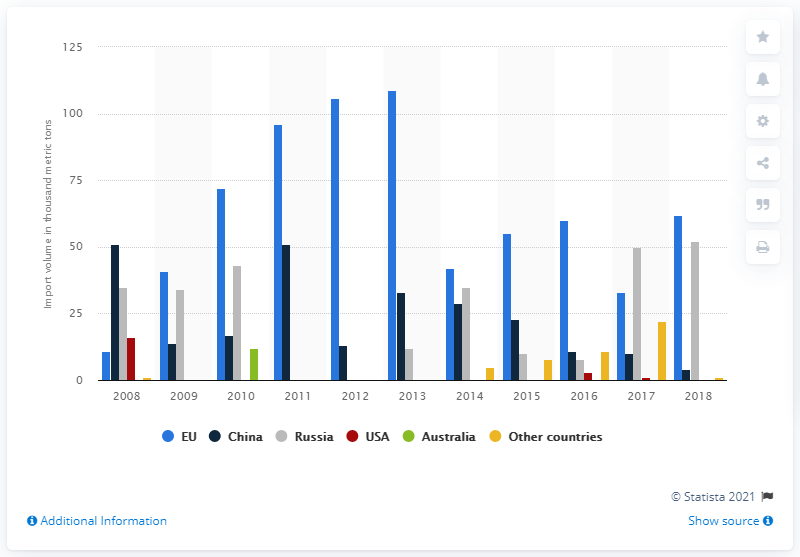 125
100
75
50
25
0
Import volume in thousand metric tons
2008 2009 2010 2011 2012 2013 2014 2015 2016 2017 2018
EU China Russia USA Australia Other countries
© Statista 2021
Additional Information
Show source